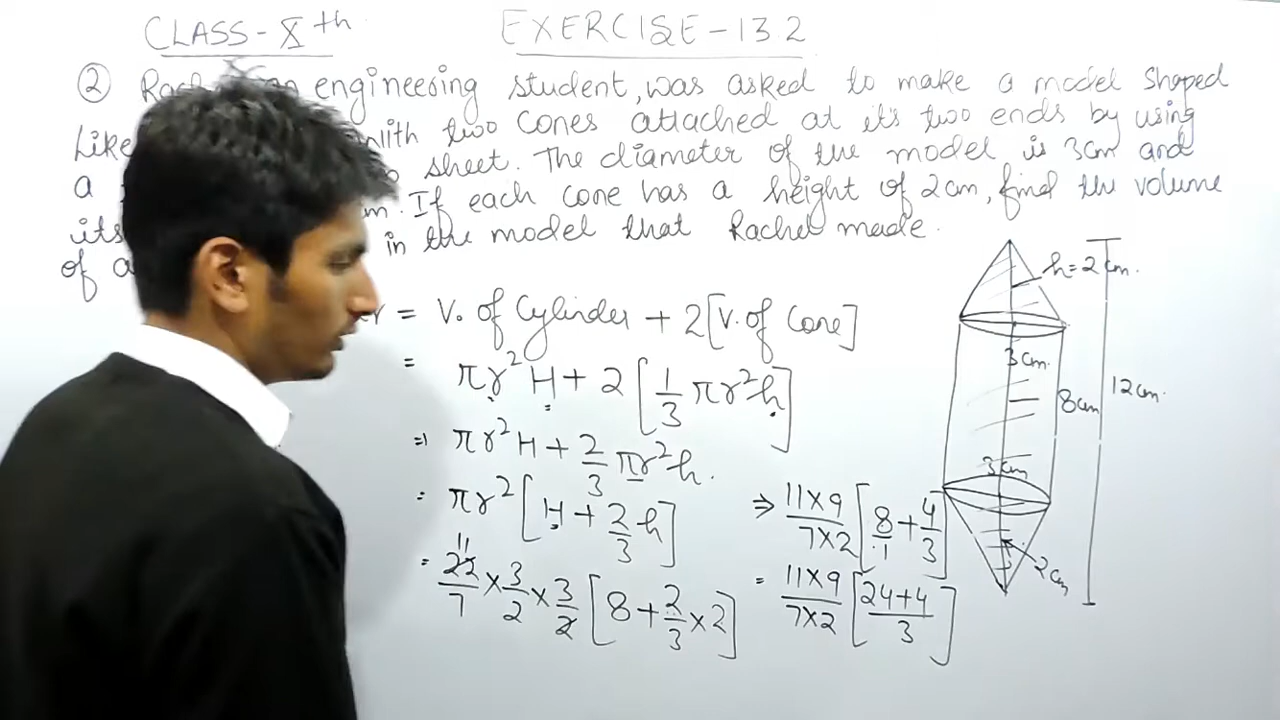 CLASS - Xth
EXERCISE - 13.2
② engineering student, was asked to make a model shaped
Like two cones attached at it's two ends by using
a sheet. The diameter of the model is 3cm and
its If each cone has a height of 2cm, find the volume
of in the model that Rachel made.
= V. of Cylinder + 2[V. of Cone]
= πr²H + 2[1/3 πr²h]
= πr²H + 2/3 πr²h.
= πr²[H + 2/3 h]
= 22/7 × 3/2 × 3/2 [8 + 2/3 × 2]
11
⇒ 11×9/7×2 [8/1 + 4/3]
= 11×9/7×2 [24+4/3]
h = 2cm.
3cm.
8cm
12cm.
3cm
2cm